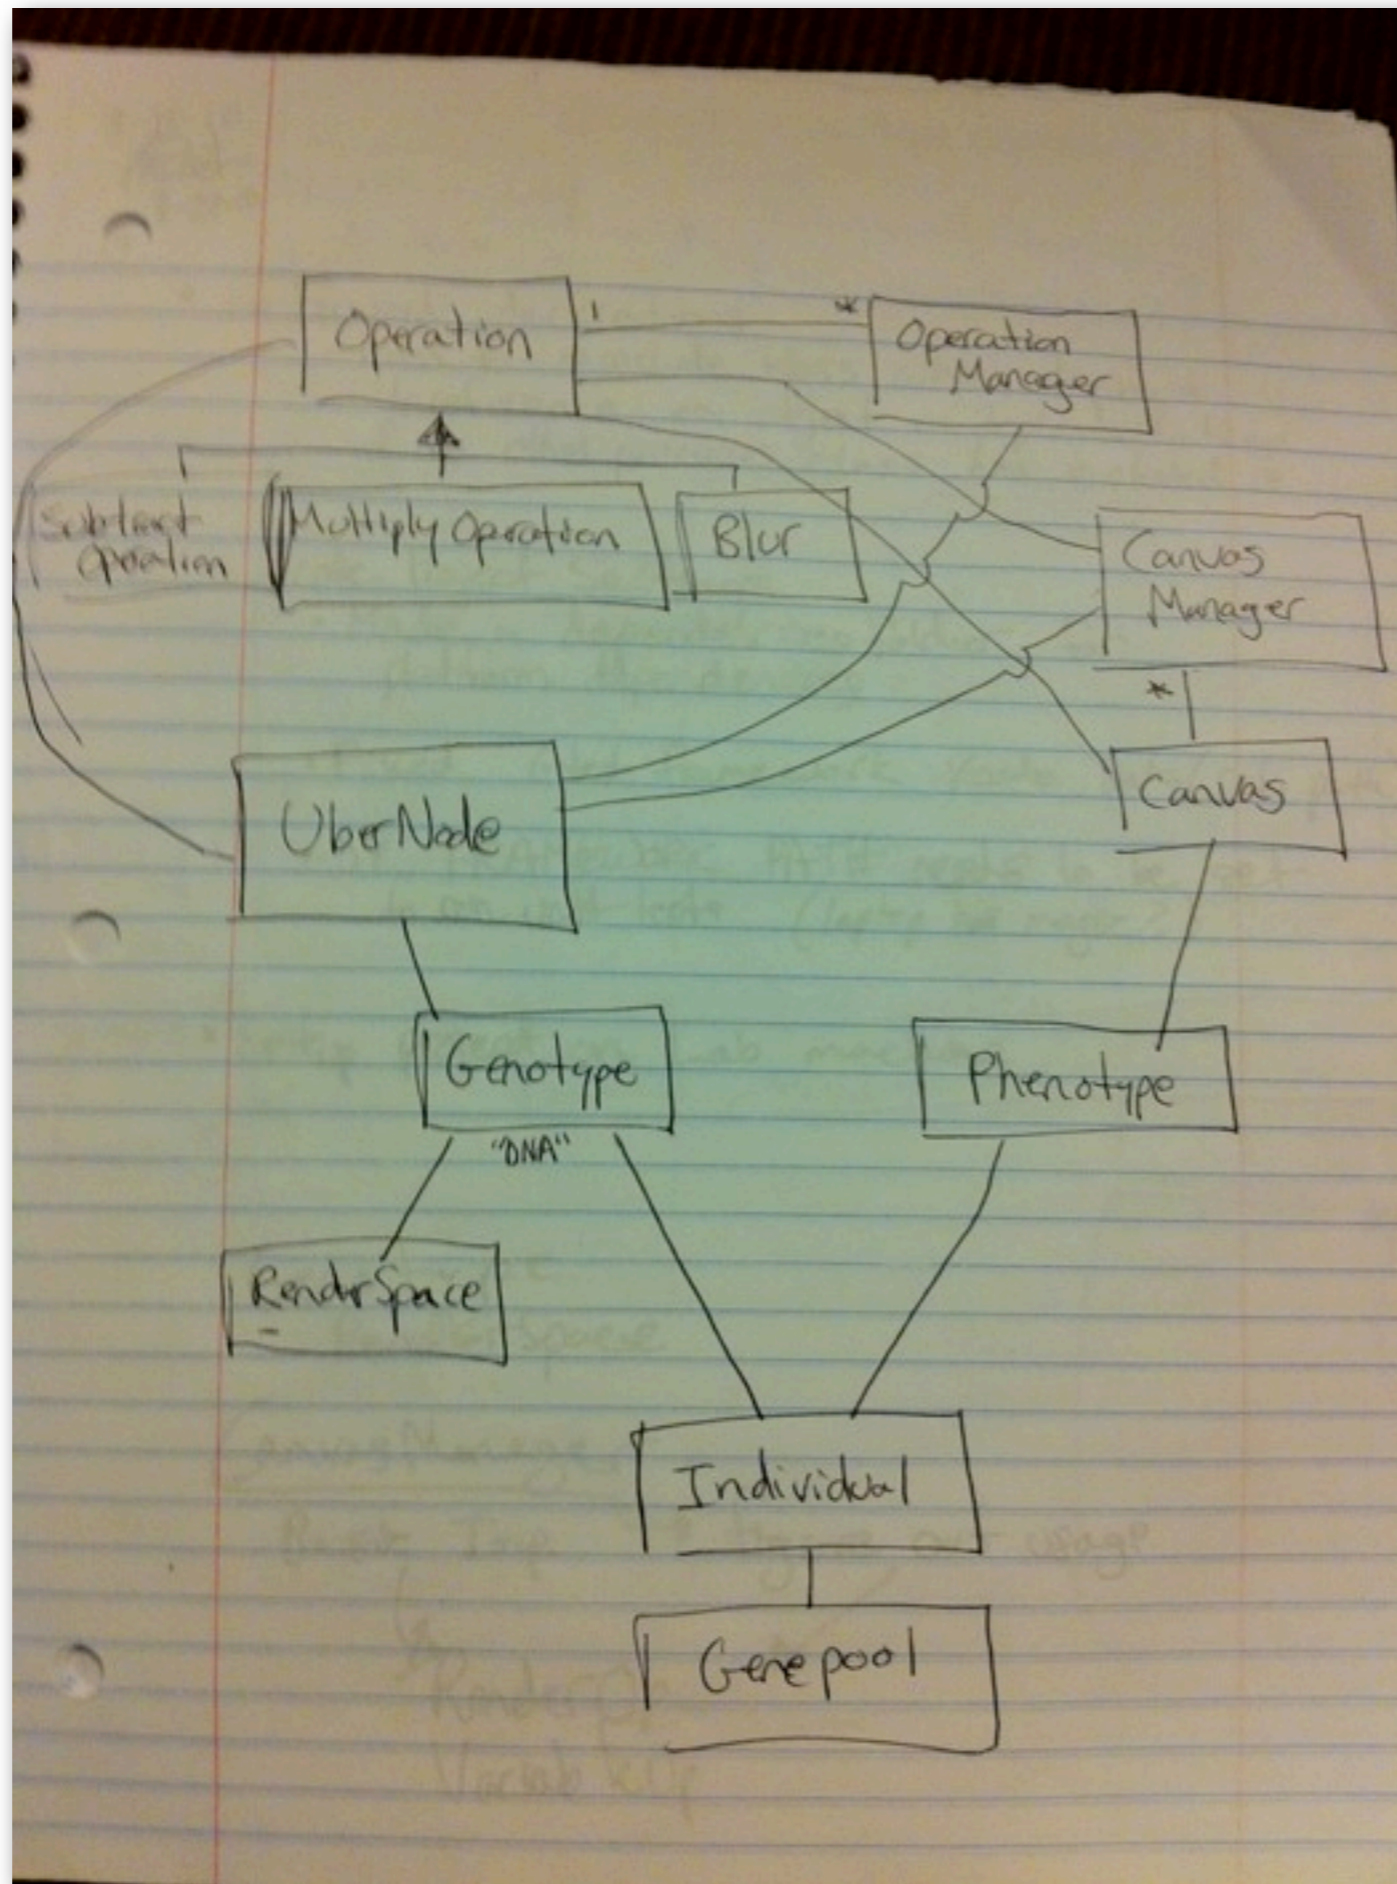 Operation
1
*
Operation
Manager
Subtract
Operation
Multiply Operation
Blur
Canvas
Manager
*
UberNode
Canvas
Genotype
"DNA"
Phenotype
RenderSpace
Individual
Genepool